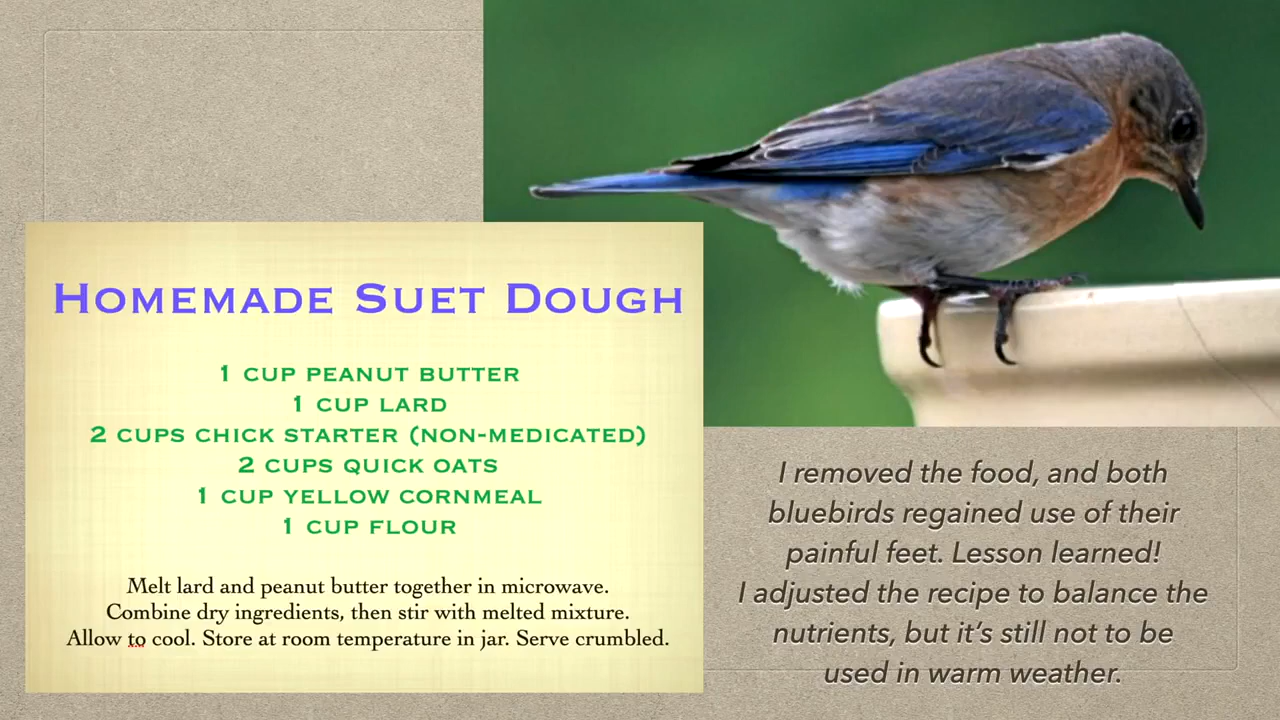 Homemade Suet Dough
1 cup peanut butter
1 cup lard
2 cups chick starter (non-medicated)
2 cups quick oats
1 cup yellow cornmeal
1 cup flour
Melt lard and peanut butter together in microwave.
Combine dry ingredients, then stir with melted mixture.
Allow to cool. Store at room temperature in jar. Serve crumbled.
I removed the food, and both
bluebirds regained use of their
painful feet. Lesson learned!
I adjusted the recipe to balance the
nutrients, but it's still not to be
used in warm weather.